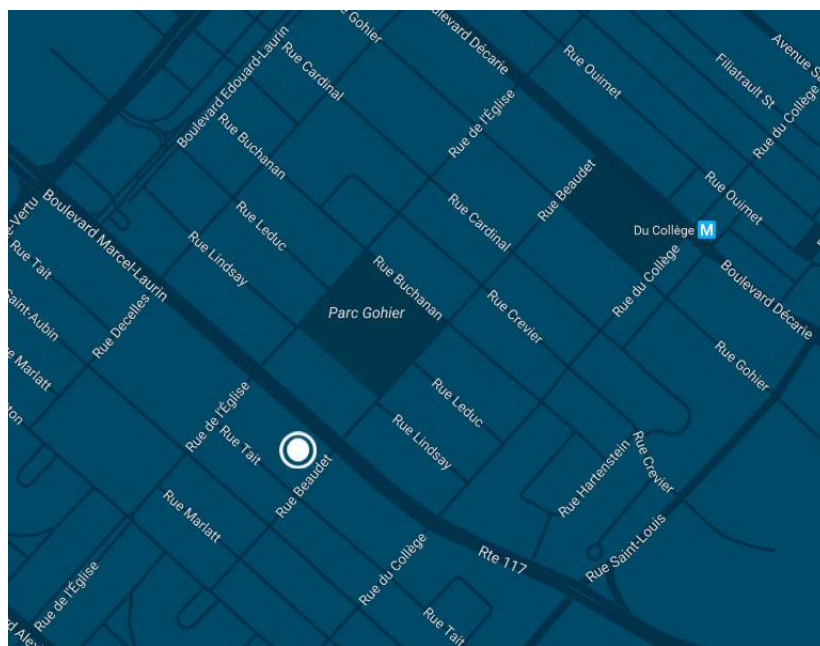 Rue Gohier
Boulevard Décarie
Avenue S
Rue Cardinal
Rue Ouimet
Filiatrault St
Boulevard Edouard-Laurin
Rue de l'Église
Rue du Collège
Rue Buchanan
Rue Beaudet
Rue Ouimet
-Vertu
Boulevard Marcel-Laurin
Rue Leduc
Rue Cardinal
Du Collège M
Rue Tait
Rue Lindsay
Rue du Collège
Boulevard Décarie
Saint-Aubin
Rue Decelles
Parc Gohier
Rue Buchanan
Rue Crevier
Rue Gohier
e Marlatt
Rue de l'Église
Rue Leduc
tton
Rue Tait
Rue Lindsay
Rue Beaudet
Rue Hartenstein
Rue Crevier
Rue Marlatt
Rue Saint-Louis
Rte 117
Rue du Collège
Rue de l'Église
Rue Tait
rd Alex